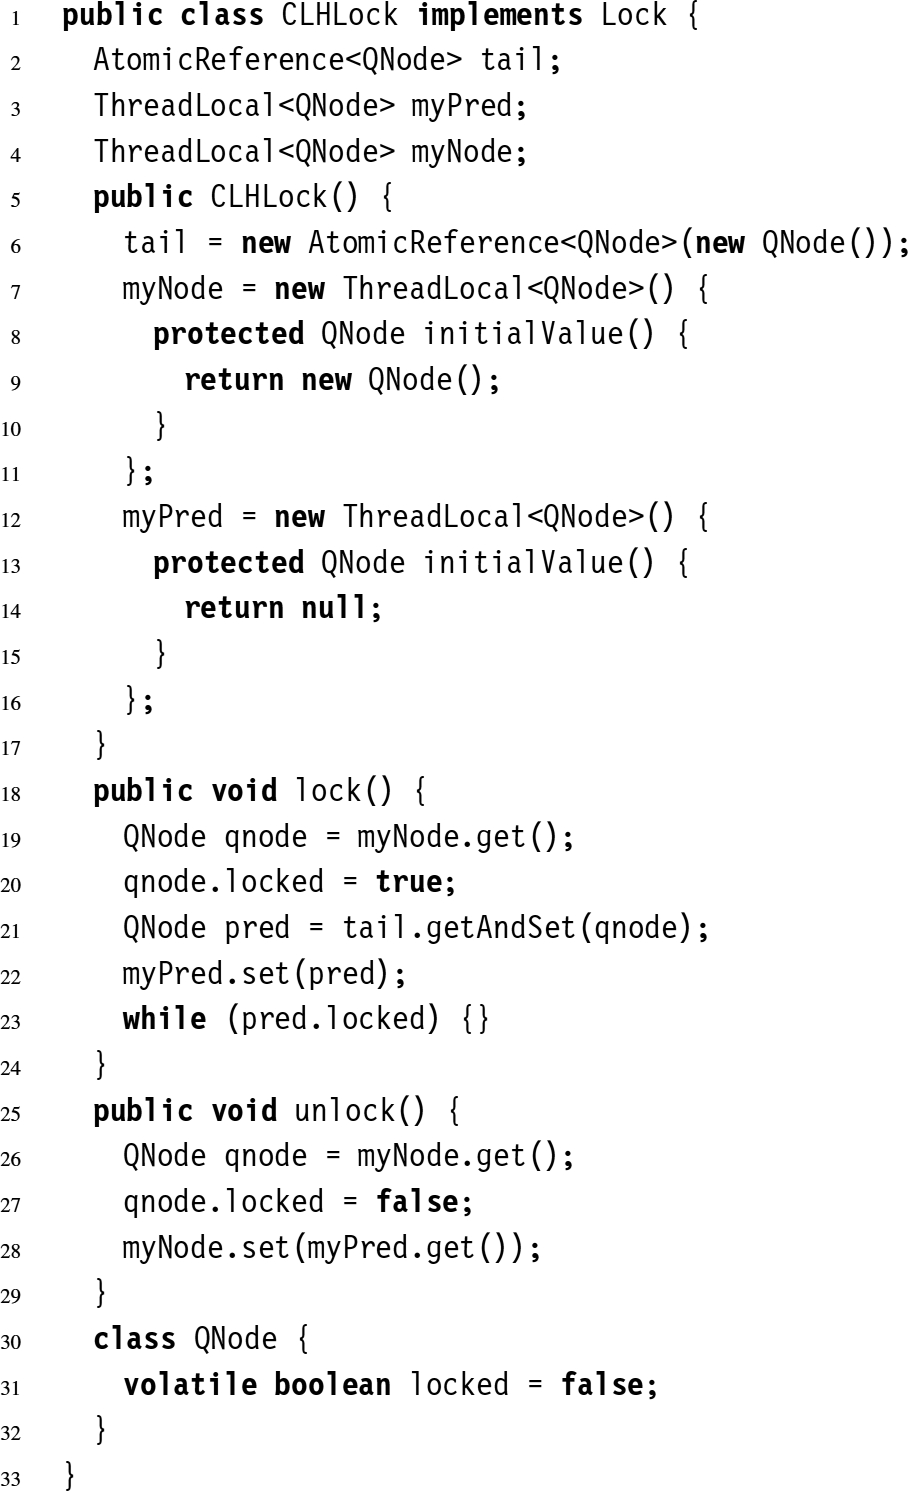 1 public class CLHLock implements Lock {
2 AtomicReference<QNode> tail;
3 ThreadLocal<QNode> myPred;
4 ThreadLocal<QNode> myNode;
5 public CLHLock() {
6 tail = new AtomicReference<QNode>(new QNode());
7 myNode = new ThreadLocal<QNode>() {
8 protected QNode initialValue() {
9 return new QNode();
10 }
11 };
12 myPred = new ThreadLocal<QNode>() {
13 protected QNode initialValue() {
14 return null;
15 }
16 };
17 }
18 public void lock() {
19 QNode qnode = myNode.get();
20 qnode.locked = true;
21 QNode pred = tail.getAndSet(qnode);
22 myPred.set(pred);
23 while (pred.locked) {}
24 }
25 public void unlock() {
26 QNode qnode = myNode.get();
27 qnode.locked = false;
28 myNode.set(myPred.get());
29 }
30 class QNode {
31 volatile boolean locked = false;
32 }
33 }